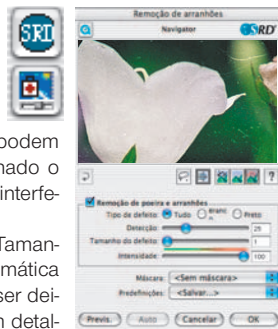 SRD
podem
nado o
interfe-
Taman-
mática
ser dei-
n detal-
Remoção de arranhões
Navigator
SRD
?
Remoção de poeira e arranhões
Tipo de defeito: Tudo Branc Preto
o
Detecção: 25
Tamanho do defeito: 1
Intensidade: 100
Máscara: <Sem máscara>
Predefinições: <Salvar...>
Previs. Auto Cancelar OK